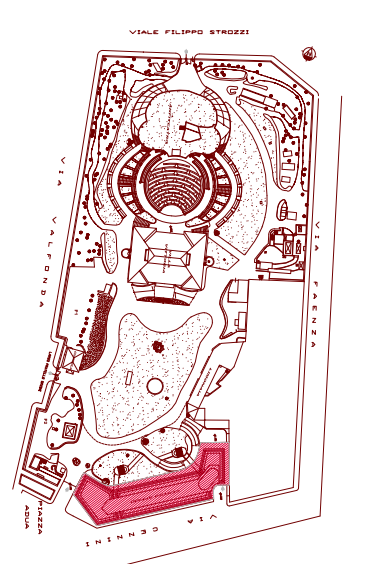 VIALE FILIPPO STROZZI
VIA VALFONDA
VIA FAENZA
PIAZZA
ADUA
VIA CENNINI